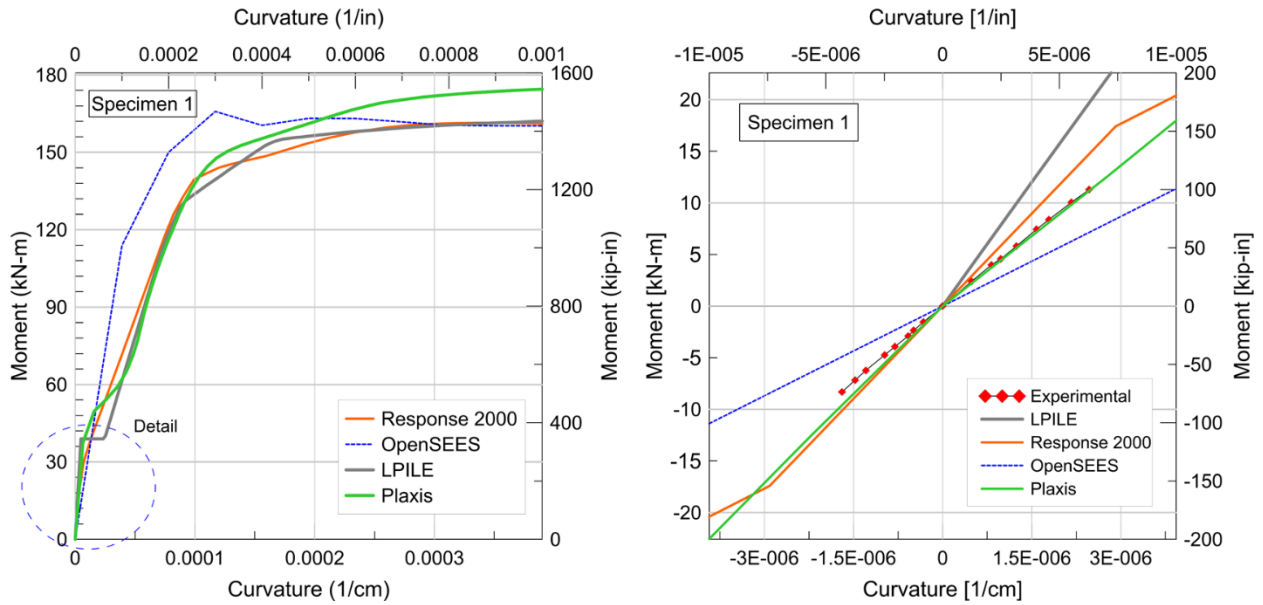 Curvature (1/in)
0 0.0002 0.0004 0.0006 0.0008 0.001
180 1600
Specimen 1
150
1200
120
Moment (kN-m)
Moment (kip-in)
90
800
60
Detail
400
30
Response 2000
OpenSEES
LPILE
Plaxis
0 0
0 0.0001 0.0002 0.0003
Curvature (1/cm)
Curvature [1/in]
-1E-005 -5E-006 0 5E-006 1E-005
200
20
Specimen 1
150
15
100
10
50
5
Moment [kN-m]
Moment [kip-in]
0 0
-5
-50
-10
-100
-15
-150
-20
-200
Experimental
LPILE
Response 2000
OpenSEES
Plaxis
-3E-006 -1.5E-006 0 1.5E-006 3E-006
Curvature [1/cm]